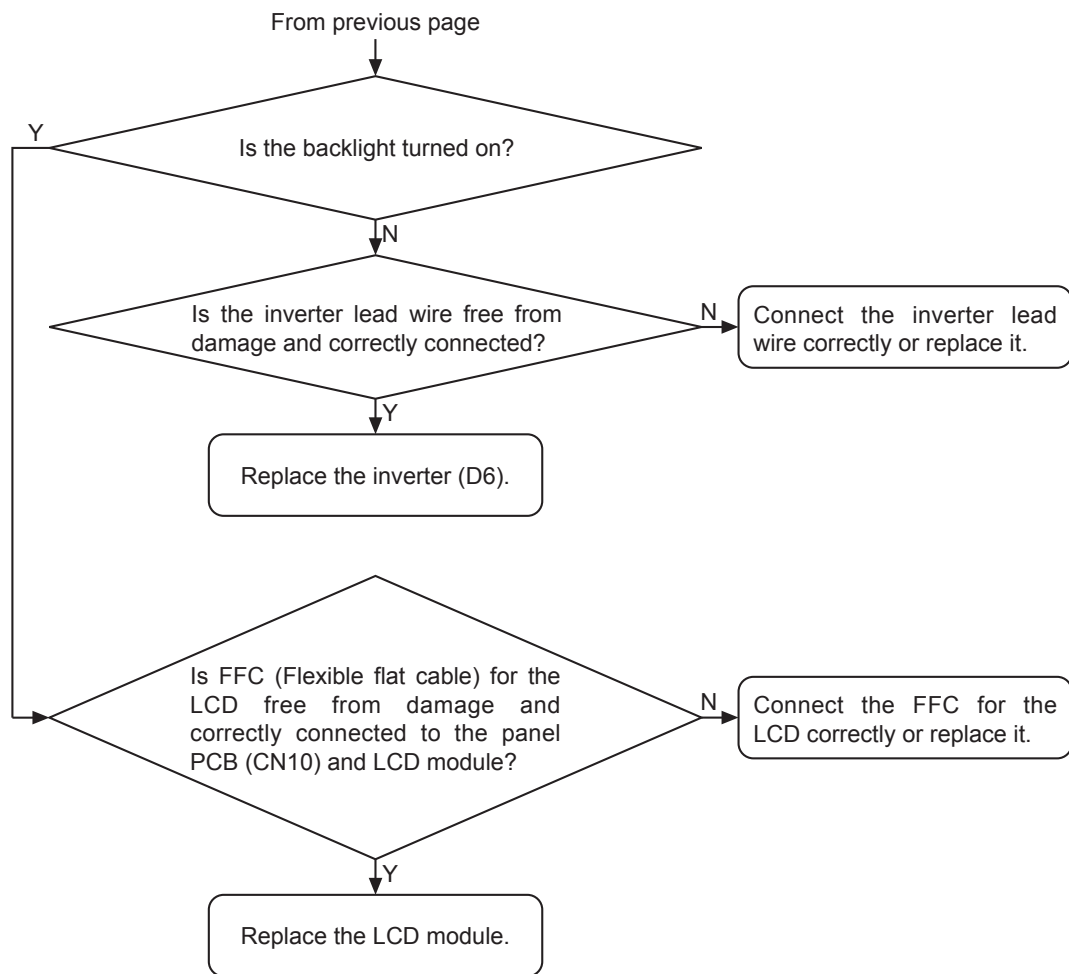 From previous page
Y
Is the backlight turned on?
N
Is the inverter lead wire free from
damage and correctly connected?
N
Connect the inverter lead
wire correctly or replace it.
Y
Replace the inverter (D6).
Is FFC (Flexible flat cable) for the
LCD free from damage and
correctly connected to the panel
PCB (CN10) and LCD module?
N
Connect the FFC for the
LCD correctly or replace it.
Y
Replace the LCD module.